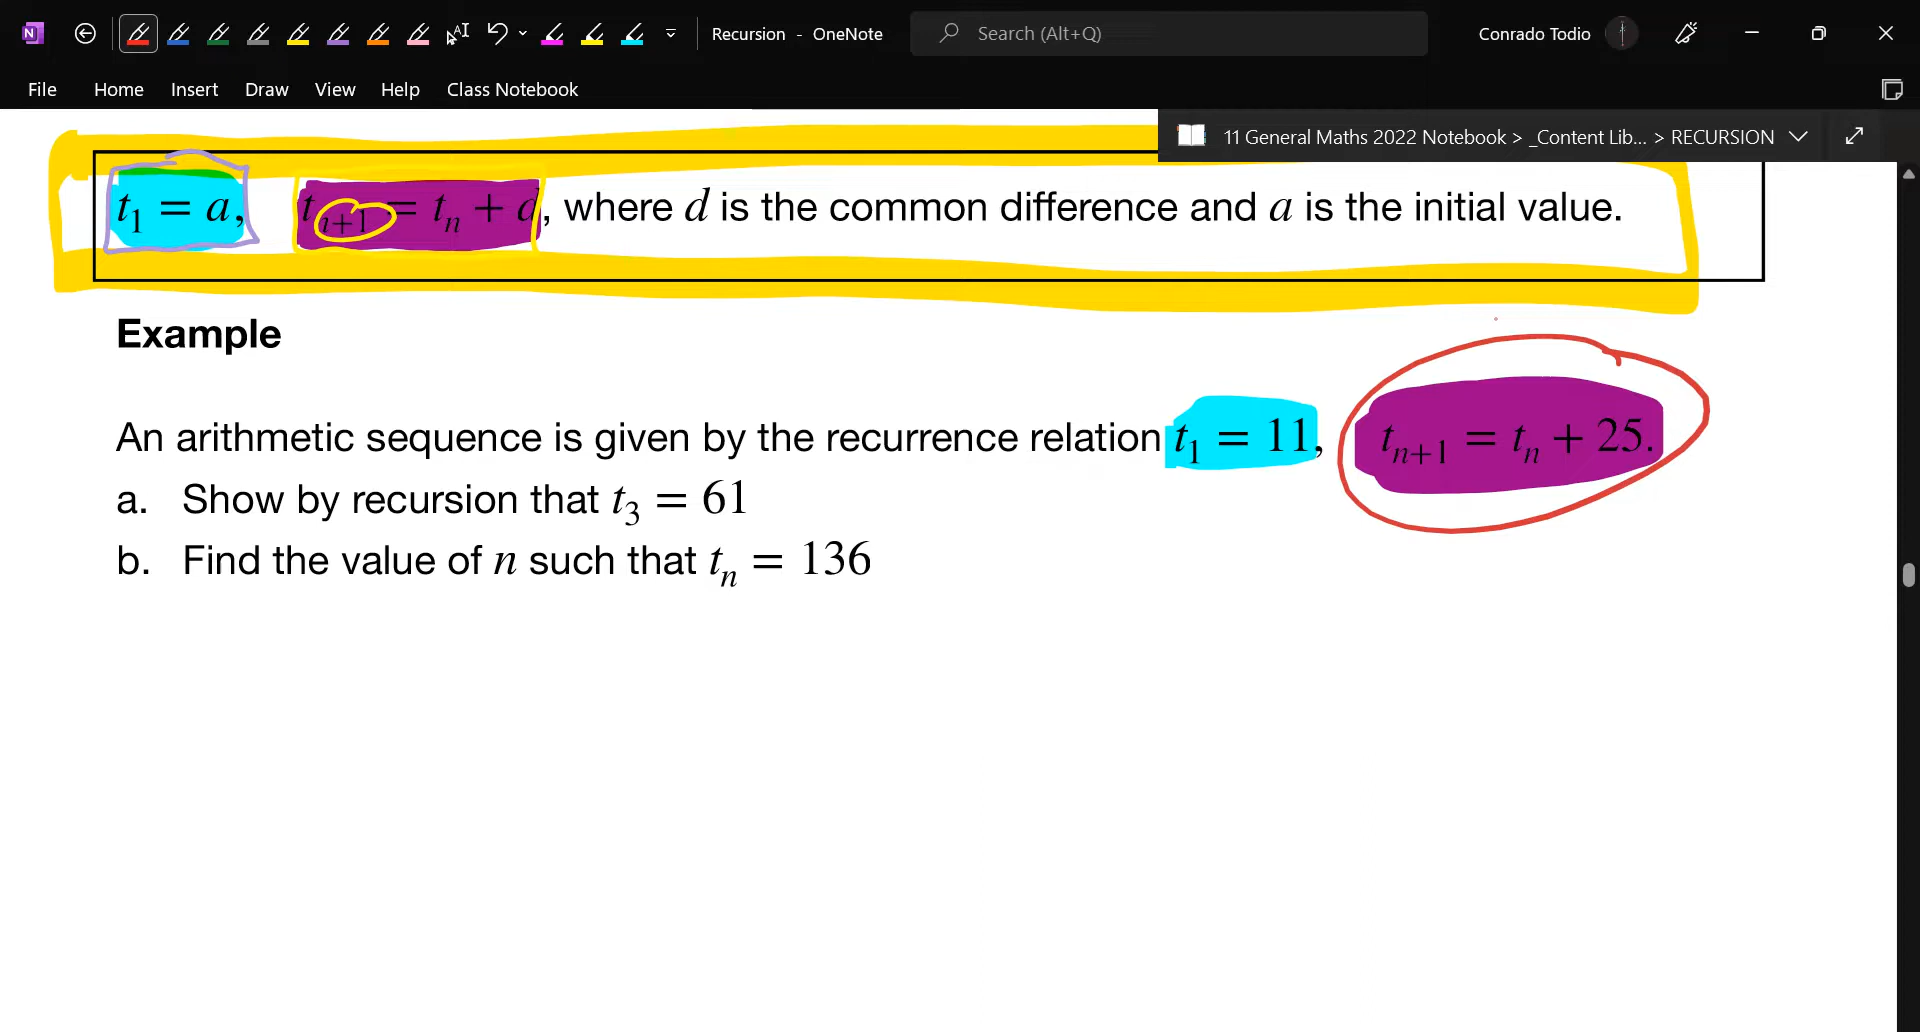 Recursion - OneNote
Search (Alt+Q)
Conrado Todio
File Home Insert Draw View Help Class Notebook
11 General Maths 2022 Notebook > _Content Lib... > RECURSION
t₁ = a, tₙ₊₁ = tₙ + d, where d is the common difference and a is the initial value.
Example
An arithmetic sequence is given by the recurrence relation t₁ = 11, tₙ₊₁ = tₙ + 25.
a. Show by recursion that t₃ = 61
b. Find the value of n such that tₙ = 136